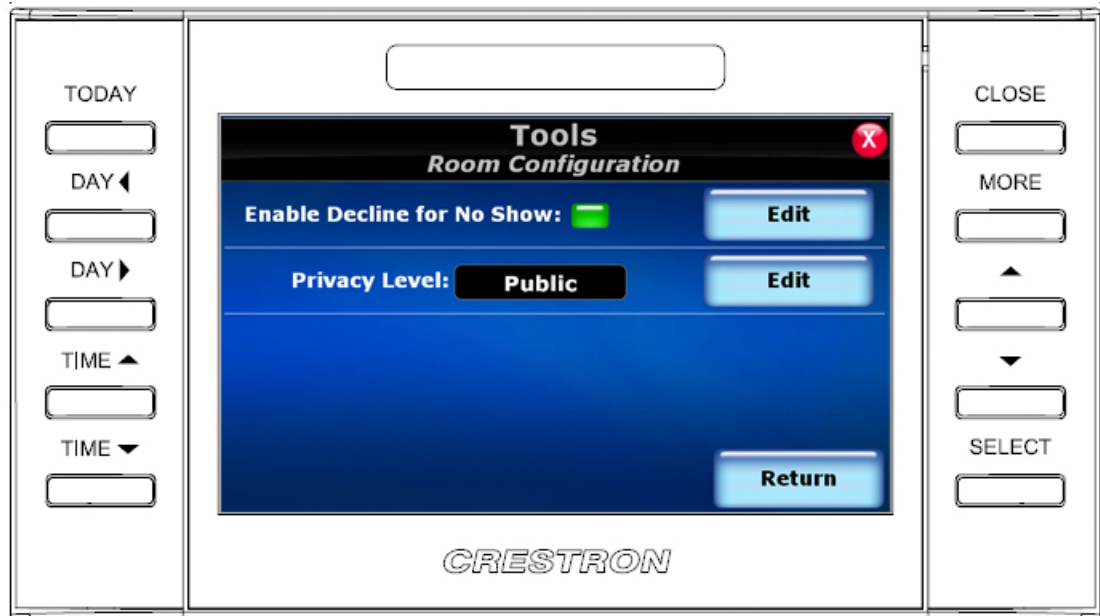 TODAY
DAY ◀
DAY ▶
TIME ▲
TIME ▼
Tools
X
Room Configuration
Enable Decline for No Show:
Edit
Privacy Level: Public
Edit
Return
CRESTRON
CLOSE
MORE
▲
▼
SELECT